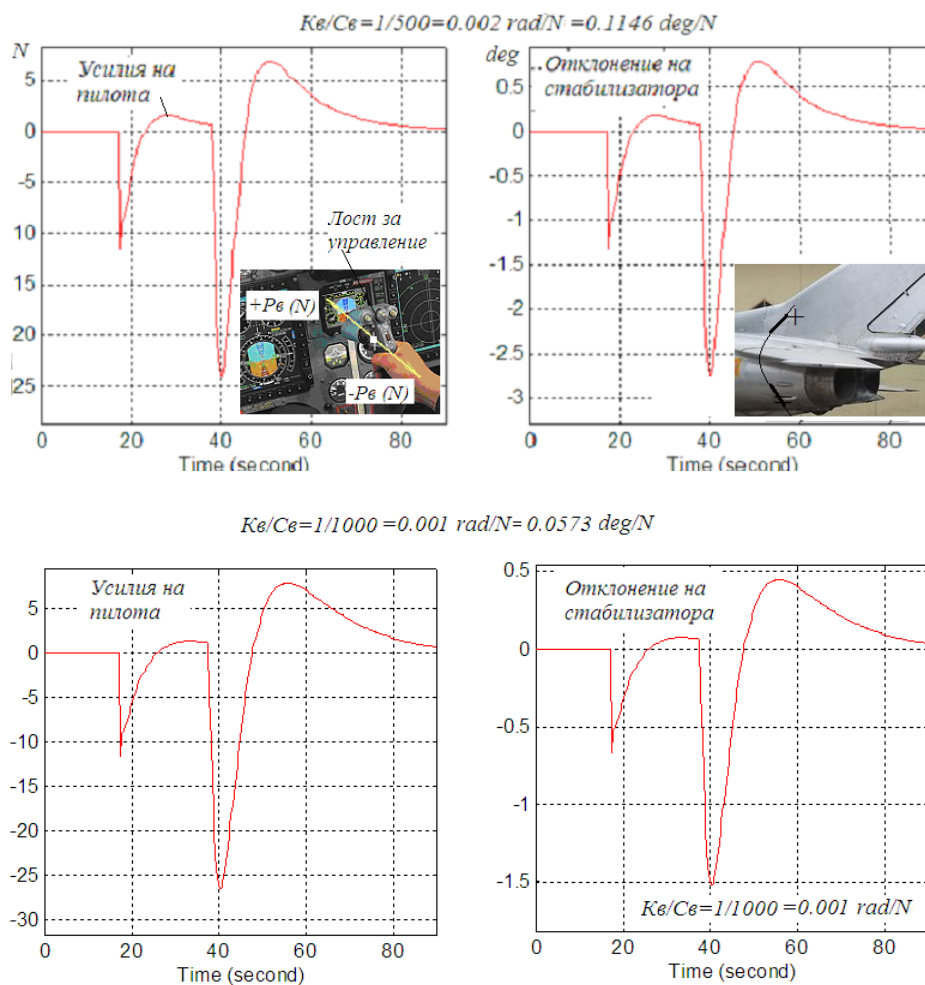 Кв/Св=1/500=0.002 rad/N =0.1146 deg/N
N
Усилия на
пилота
5
0
-5
10
15
20
25
Лост за
управление
+Рв (N)
-Рв (N)
0 20 40 60 80
Time (second)
deg
Отклонение на
стабилизатора
0.5
0
-0.5
-1
-1.5
-2
-2.5
-3
+
0 20 40 60 80
Time (second)
Кв/Св=1/1000 =0.001 rad/N= 0.0573 deg/N
Усилия на
пилота
5
0
-5
-10
-15
-20
-25
-30
0 20 40 60 80
Time (second)
Отклонение на
стабилизатора
0.5
0
-0.5
-1
-1.5
Кв/Св=1/1000 =0.001 rad/N
0 20 40 60 80
Time (second)